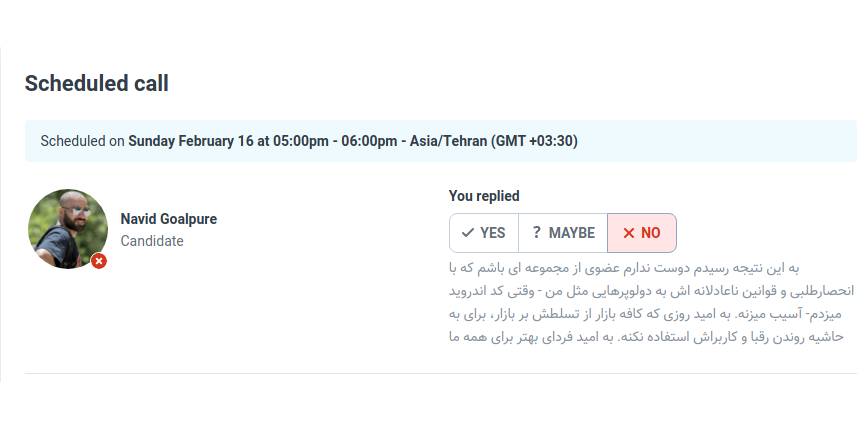 Scheduled call
Scheduled on Sunday February 16 at 05:00pm - 06:00pm - Asia/Tehran (GMT +03:30)
Navid Goalpure
Candidate
You replied
YES
? MAYBE
NO
به این نتیجه رسیدم دوست ندارم عضوی از مجموعه ای باشم که با
انحصارطلبی و قوانین ناعادلانه اش به دولوپرهایی مثل من - وقتی کد اندروید
میزدم- آسیب میزنه. به امید روزی که کافه بازار از تسلطش بر بازار، برای به
حاشیه روندن رقبا و کاربراش استفاده نکنه. به امید فردای بهتر برای همه ما